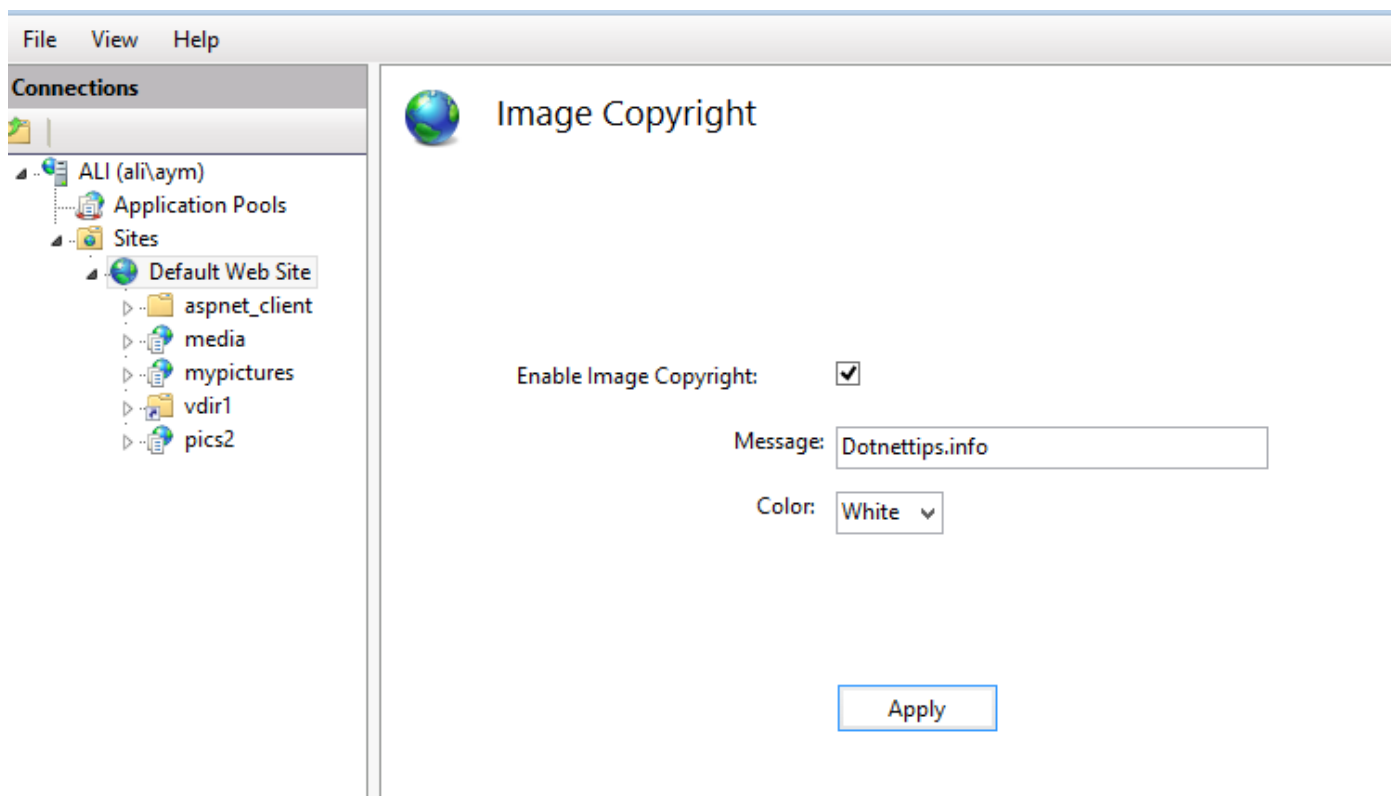 File View Help
Connections
ALI (ali\aym)
Application Pools
Sites
Default Web Site
aspnet_client
media
mypictures
vdir1
pics2
Image Copyright
Enable Image Copyright:
Message: Dotnettips.info
Color: White
Apply